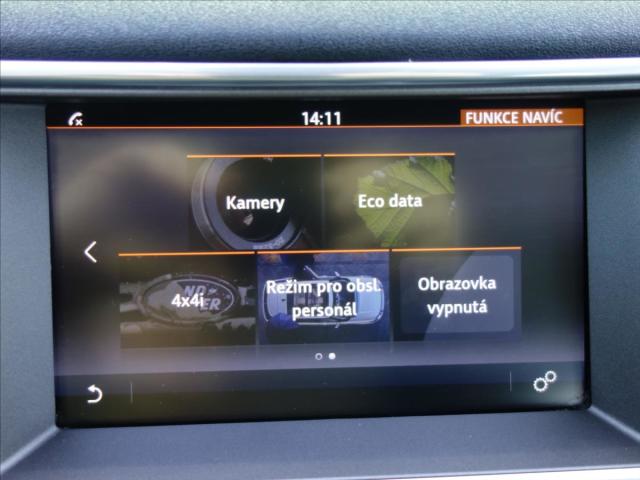 14:11
FUNKCE NAVÍC
Kamery
Eco data
4x4i
Režim pro obsl.
personál
Obrazovka
vypnutá